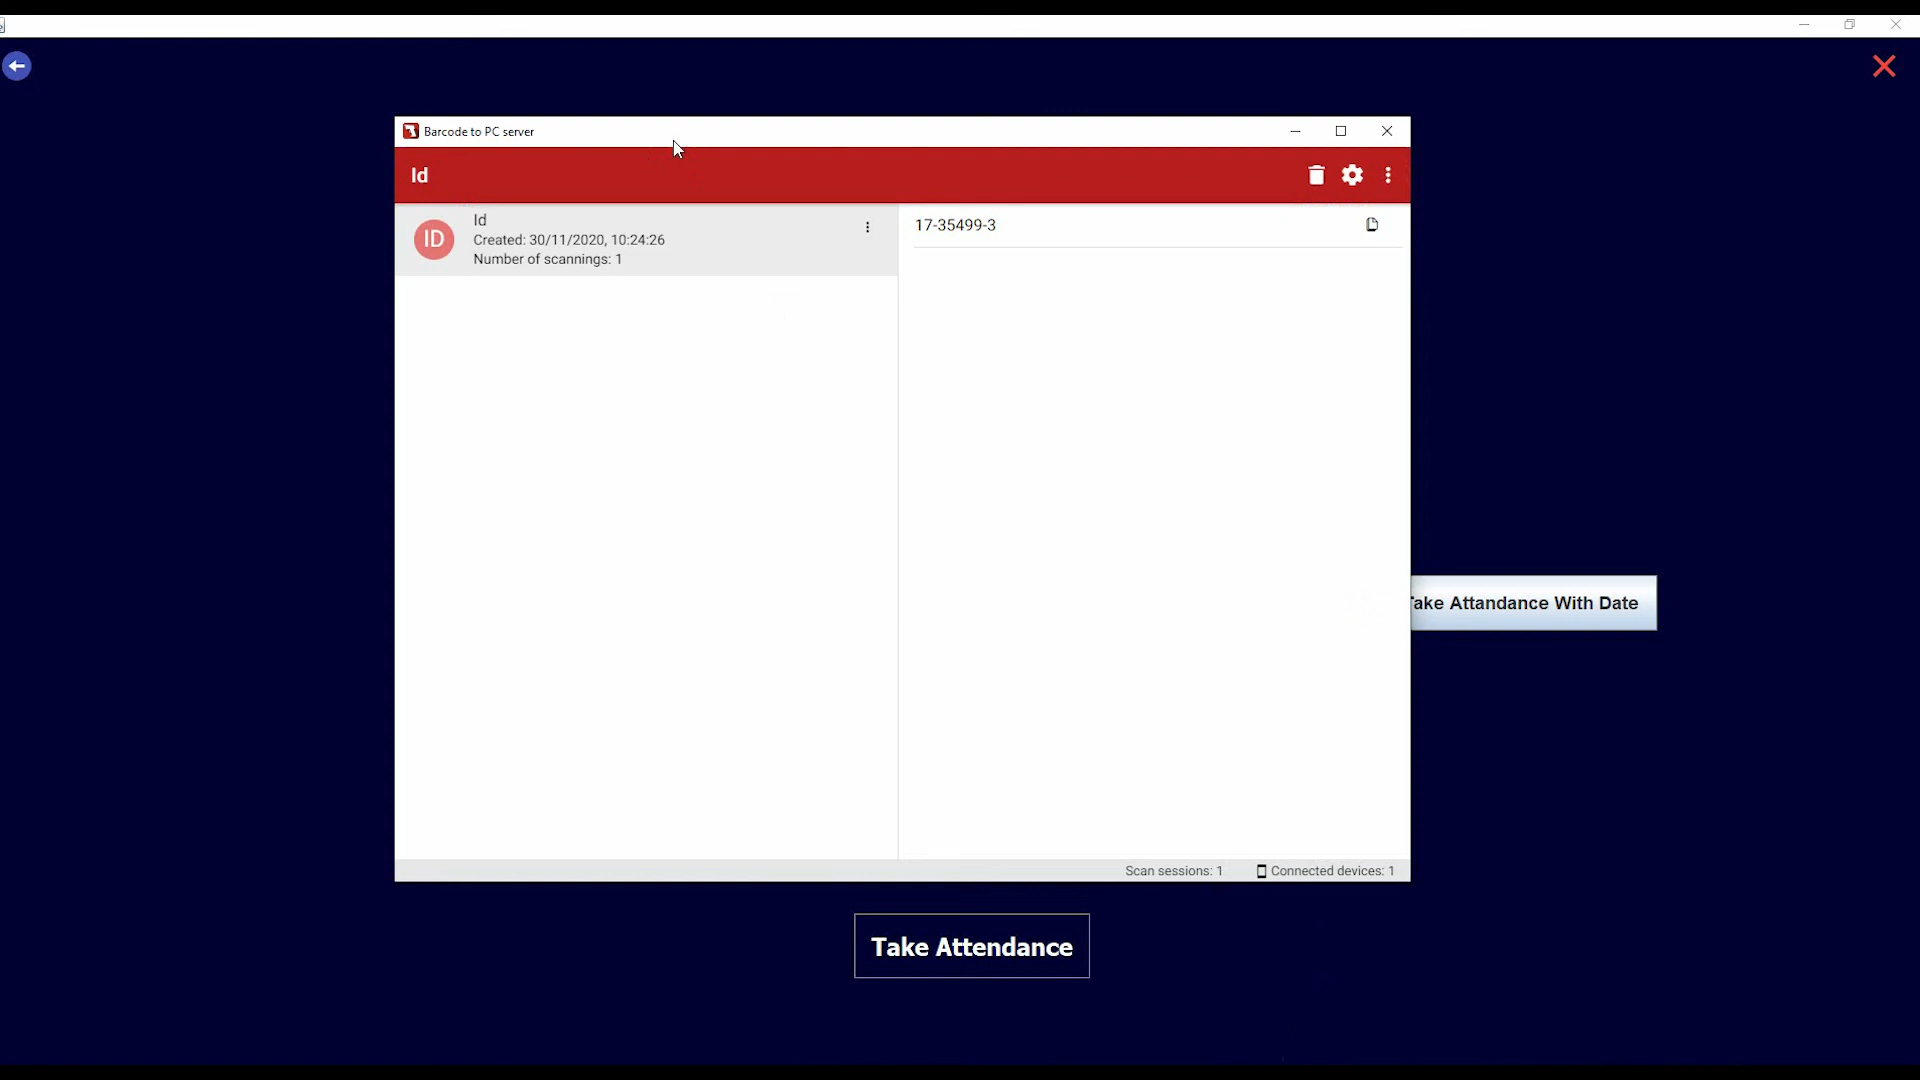 Barcode to PC server
Id
ID
Id
Created: 30/11/2020, 10:24:26
Number of scannings: 1
17-35499-3
ake Attandance With Date
Scan sessions: 1
Connected devices: 1
Take Attendance